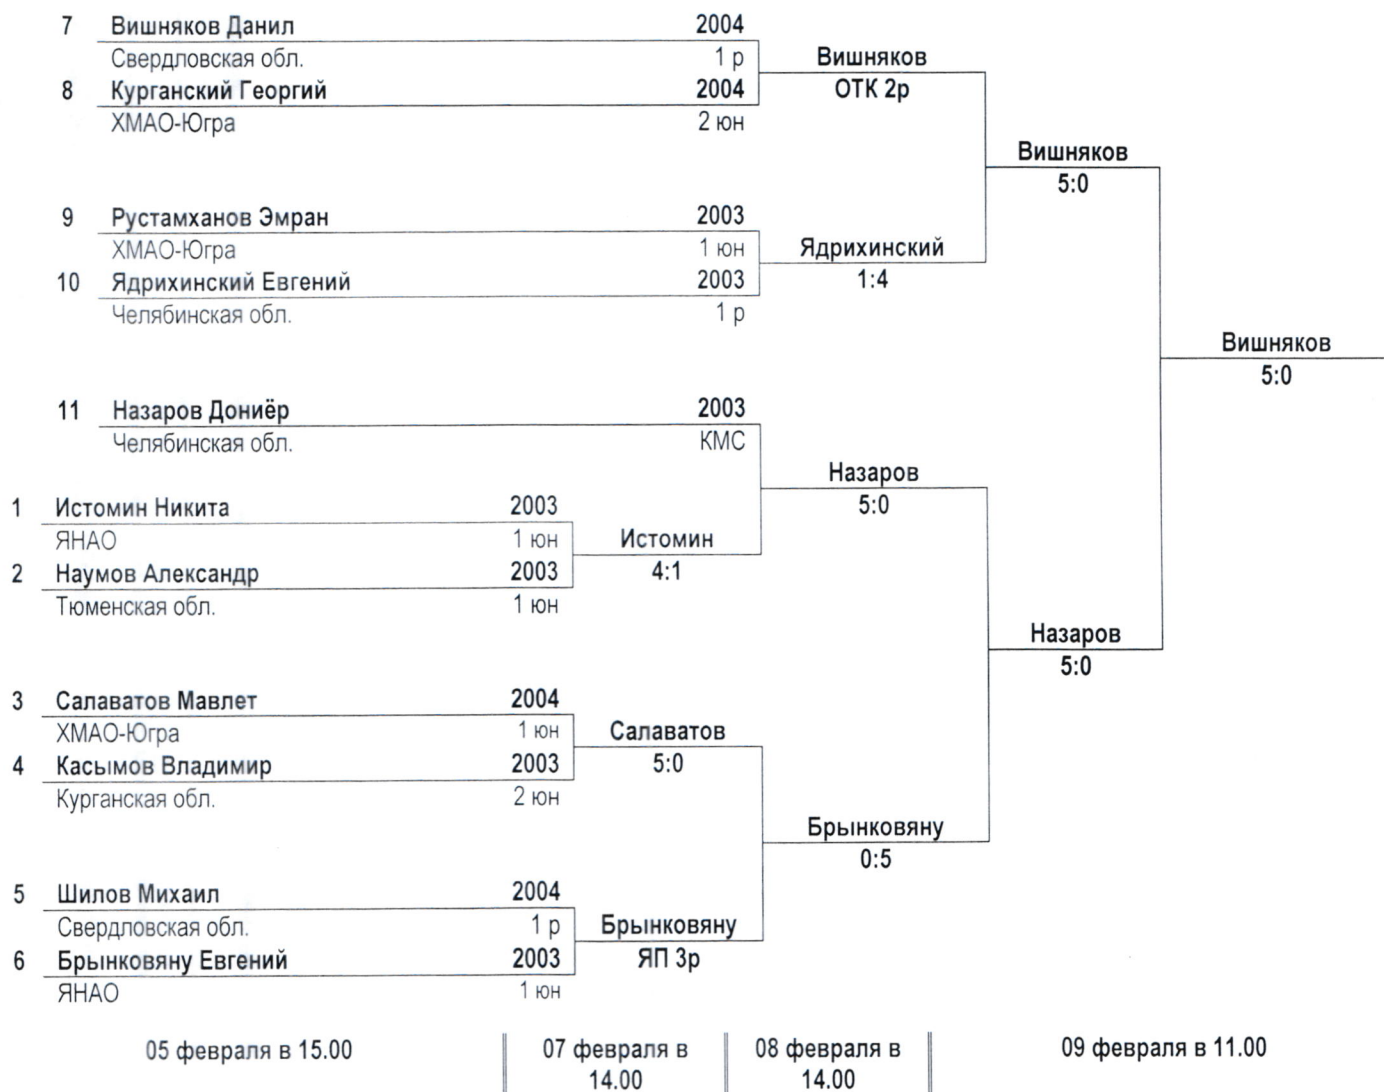 7 Вишняков Данил 2004
Свердловская обл. 1 р
Вишняков
8 Курганский Георгий 2004
ОТК 2р
ХМАО-Югра 2 юн
Вишняков
5:0
9 Рустамханов Эмран 2003
ХМАО-Югра 1 юн
Ядрихинский
10 Ядрихинский Евгений 2003
1:4
Челябинская обл. 1 р
Вишняков
5:0
11 Назаров Дониёр 2003
Челябинская обл. КМС
Назаров
5:0
1 Истомин Никита 2003
ЯНАО 1 юн
Истомин
2 Наумов Александр 2003
4:1
Тюменская обл. 1 юн
Назаров
5:0
3 Салаватов Мавлет 2004
ХМАО-Югра 1 юн
Салаватов
4 Касымов Владимир 2003
5:0
Курганская обл. 2 юн
Брынковяну
0:5
5 Шилов Михаил 2004
Свердловская обл. 1 р
Брынковяну
6 Брынковяну Евгений 2003
ЯП 3р
ЯНАО 1 юн
05 февраля в 15.00
07 февраля в
14.00
08 февраля в
14.00
09 февраля в 11.00